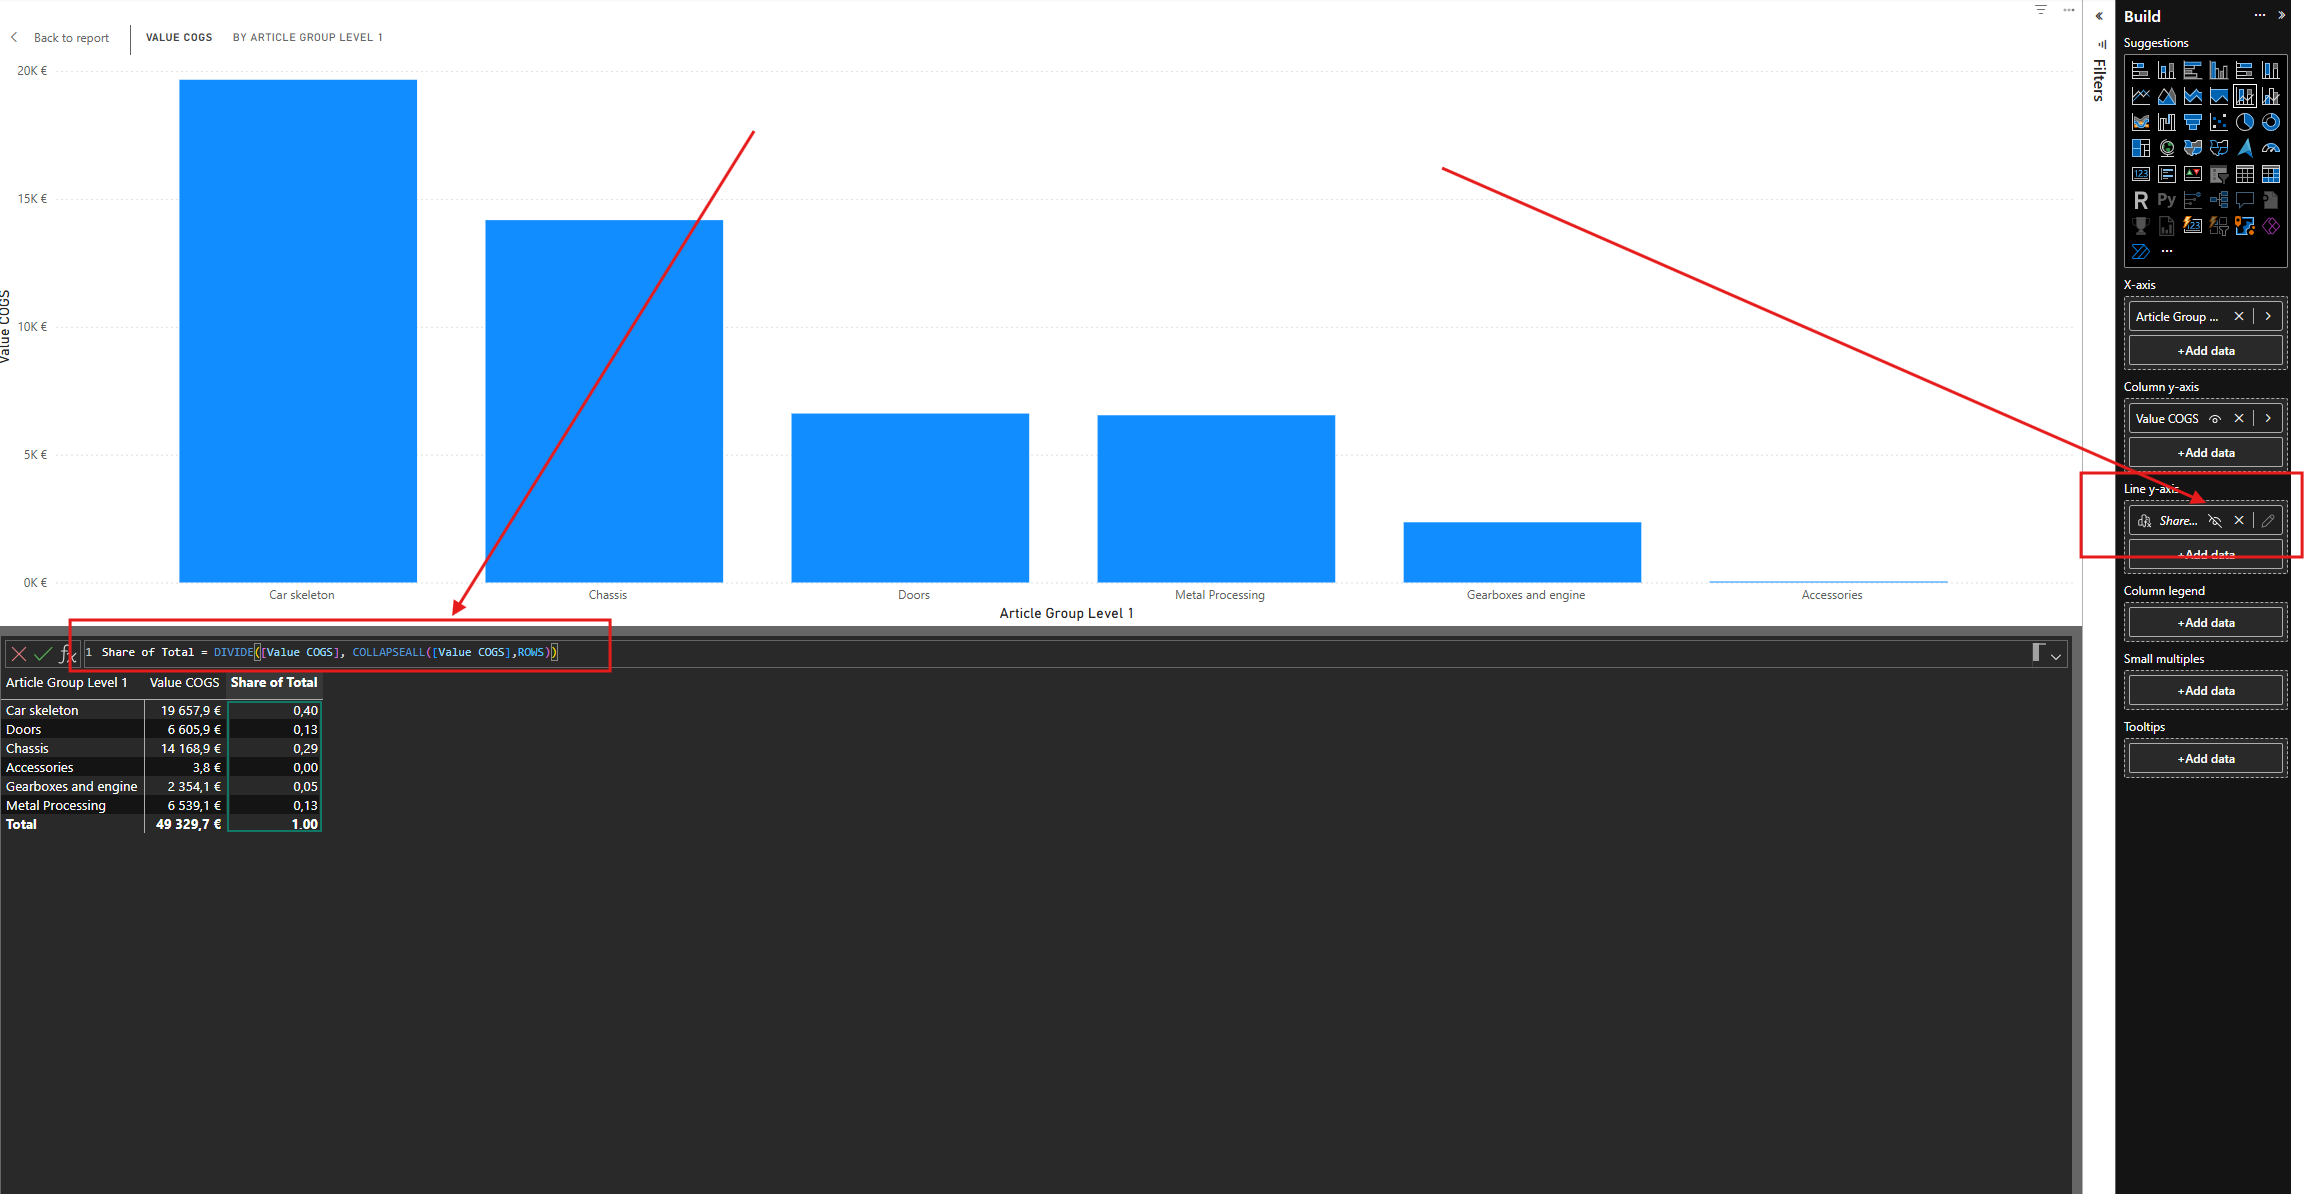 Back to report
VALUE COGS BY ARTICLE GROUP LEVEL 1
20K €
15K €
10K €
5K €
0K €
Value COGS
Car skeleton Chassis Doors Metal Processing Gearboxes and engine Accessories
Article Group Level 1
1 Share of Total = DIVIDE([Value COGS], COLLAPSEALL([Value COGS],ROWS))
Article Group Level 1 Value COGS Share of Total
Car skeleton 19 657,9 € 0,40
Doors 6 605,9 € 0,13
Chassis 14 168,9 € 0,29
Accessories 3,8 € 0,00
Gearboxes and engine 2 354,1 € 0,05
Metal Processing 6 539,1 € 0,13
Total 49 329,7 € 1.00
Filters
Build
Suggestions
123
R Py
123
X-axis
Article Group ...
+Add data
Column y-axis
Value COGS
+Add data
Line y-axis
Share...
+Add data
Column legend
+Add data
Small multiples
+Add data
Tooltips
+Add data